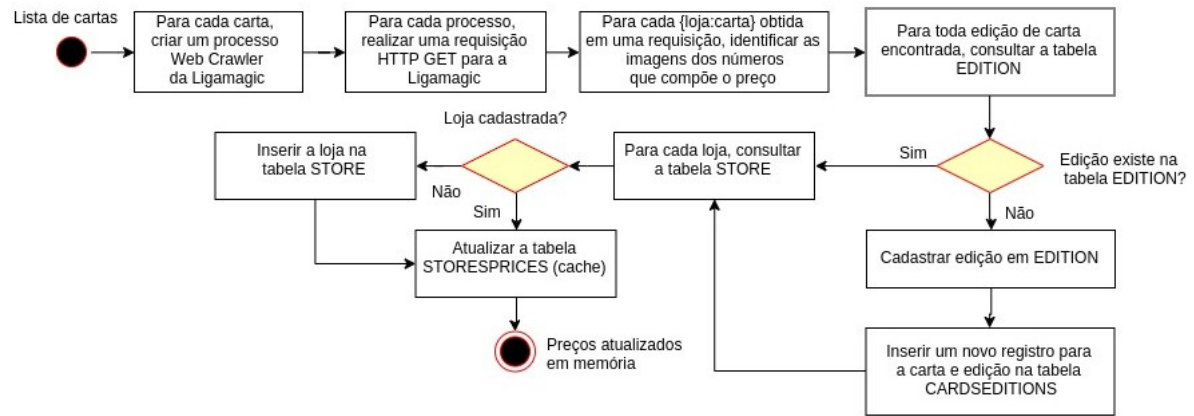 Lista de cartas
Para cada carta,
criar um processo
Web Crawler
da Ligamagic
Para cada processo,
realizar uma requisição
HTTP GET para a
Ligamagic
Para cada {loja:carta} obtida
em uma requisição, identificar as
imagens dos números
que compõe o preço
Para toda edição de carta
encontrada, consultar a tabela
EDITION
Edição existe na
tabela EDITION?
Sim
Não
Cadastrar edição em EDITION
Inserir um novo registro para
a carta e edição na tabela
CARDSEDITIONS
Para cada loja, consultar
a tabela STORE
Loja cadastrada?
Não
Sim
Inserir a loja na
tabela STORE
Atualizar a tabela
STORESPRICES (cache)
Preços atualizados
em memória